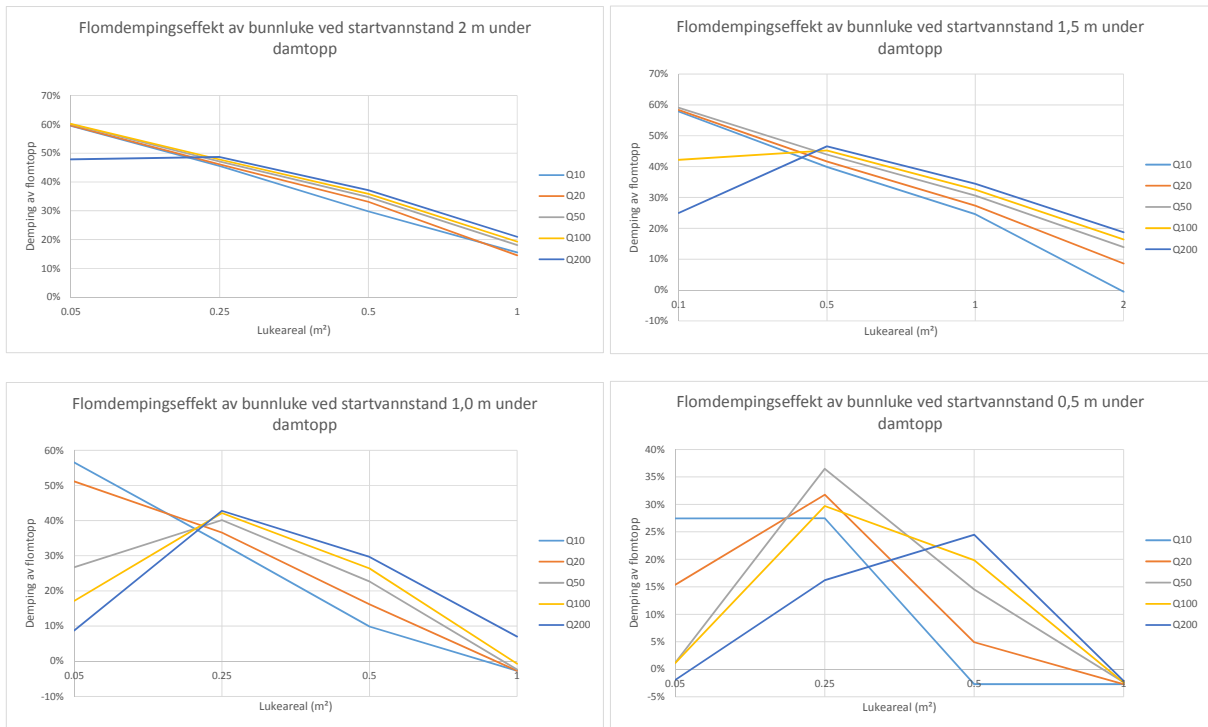 Flomdempingseffekt av bunnluke ved startvannstand 2 m under
damtopp
70%
60%
50%
40%
30%
20%
10%
0%
0.05
0.25
0.5
1
Demping av flomtopp
Lukeareal (m²)
Q10
Q20
Q50
Q100
Q200
Flomdempingseffekt av bunnluke ved startvannstand 1,5 m under
damtopp
70%
60%
50%
40%
30%
20%
10%
0%
-10%
0.1
0.5
1
2
Demping av flomtopp
Lukeareal (m²)
Q10
Q20
Q50
Q100
Q200
Flomdempingseffekt av bunnluke ved startvannstand 1,0 m under
damtopp
60%
50%
40%
30%
20%
10%
0%
-10%
0.05
0.25
0.5
1
Demping av flomtopp
Lukeareal (m²)
Q10
Q20
Q50
Q100
Q200
Flomdempingseffekt av bunnluke ved startvannstand 0,5 m under
damtopp
40%
35%
30%
25%
20%
15%
10%
5%
0%
-5%
0.05
0.25
0.5
1
Demping av flomtopp
Lukeareal (m²)
Q10
Q20
Q50
Q100
Q200